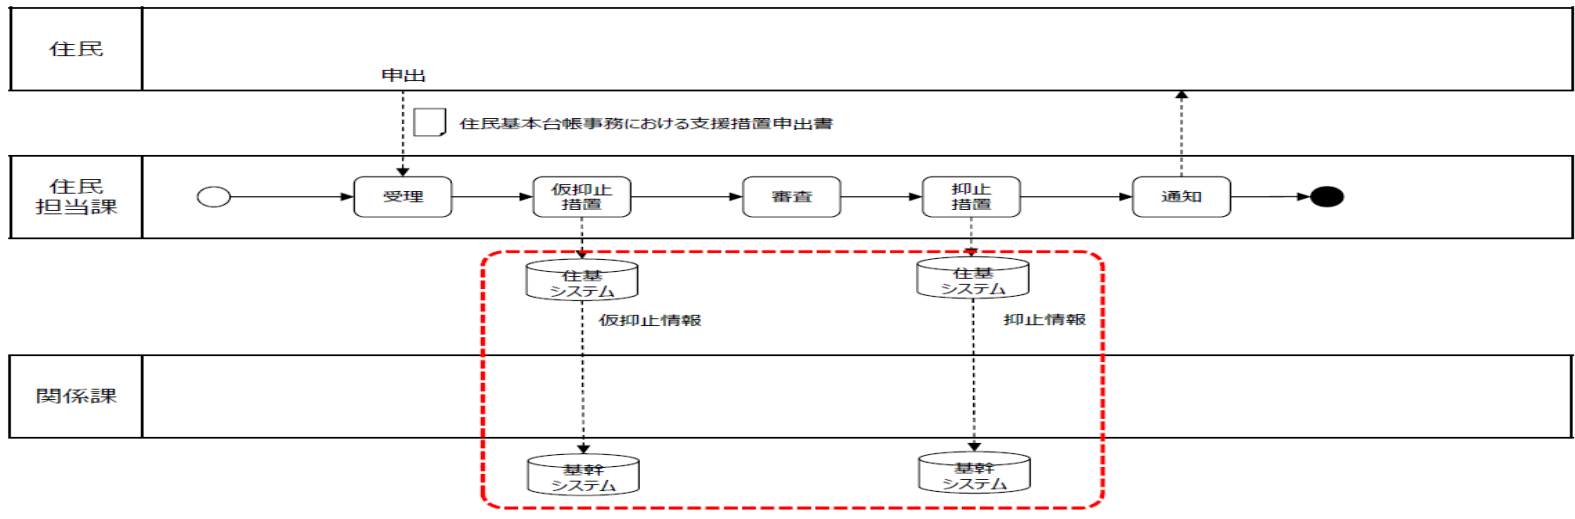 住民
申出
住民基本台帳事務における支援措置申出書
住民
担当課
受理
仮抑止
措置
審査
抑止
措置
通知
住基
システム
住基
システム
仮抑止情報
抑止情報
関係課
基幹
システム
基幹
システム